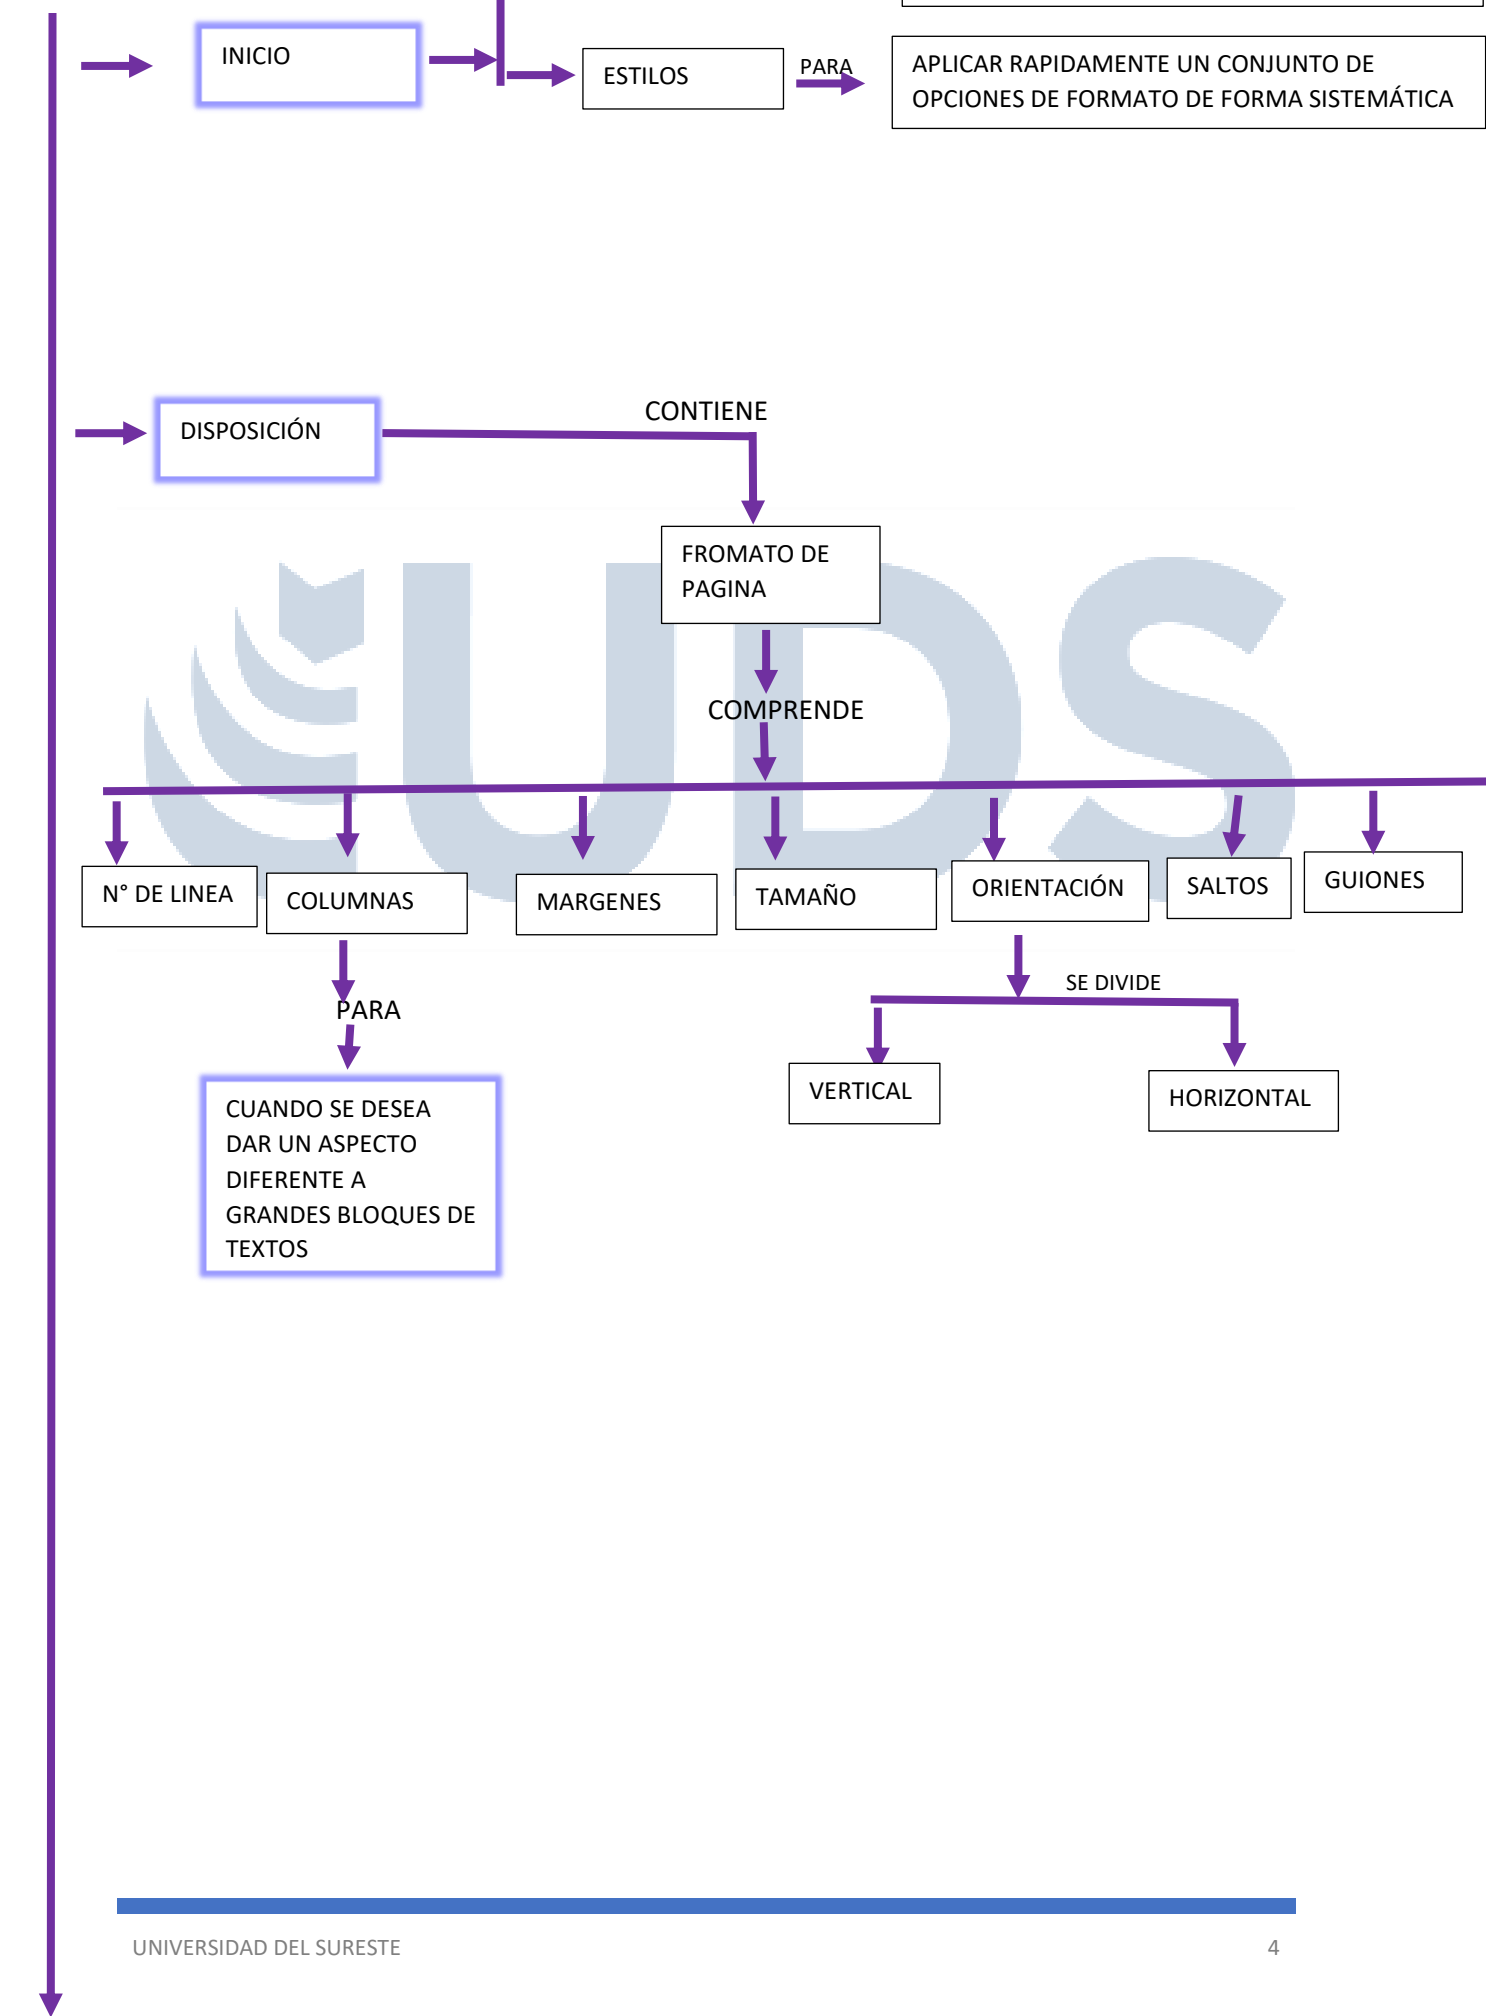 INICIO
ESTILOS
PARA
APLICAR RAPIDAMENTE UN CONJUNTO DE
OPCIONES DE FORMATO DE FORMA SISTEMÁTICA
DISPOSICIÓN
CONTIENE
FROMATO DE
PAGINA
UDS
COMPRENDE
N° DE LINEA
COLUMNAS
MARGENES
TAMAÑO
ORIENTACIÓN
SALTOS
GUIONES
PARA
SE DIVIDE
CUANDO SE DESEA
DAR UN ASPECTO
DIFERENTE A
GRANDES BLOQUES DE
TEXTOS
VERTICAL
HORIZONTAL
UNIVERSIDAD DEL SURESTE
4